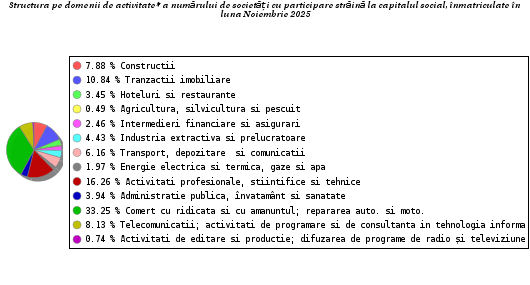 Structura pe domenii de activitate* a numărului de societăți cu participare străină la capitalul social, înmatriculate în
luna Noiembrie 2025
7.88 % Constructii
10.84 % Tranzactii imobiliare
3.45 % Hoteluri si restaurante
0.49 % Agricultura, silvicultura si pescuit
2.46 % Intermedieri financiare si asigurari
4.43 % Industria extractiva si prelucratoare
6.16 % Transport, depozitare si comunicatii
1.97 % Energie electrica si termica, gaze si apa
16.26 % Activitati profesionale, stiintifice si tehnice
3.94 % Administratie publica, învatamânt si sanatate
33.25 % Comert cu ridicata si cu amanuntul; repararea auto. si moto.
8.13 % Telecomunicatii; activitati de programare si de consultanta in tehnologia informa
0.74 % Activitati de editare si productie; difuzarea de programe de radio și televiziune